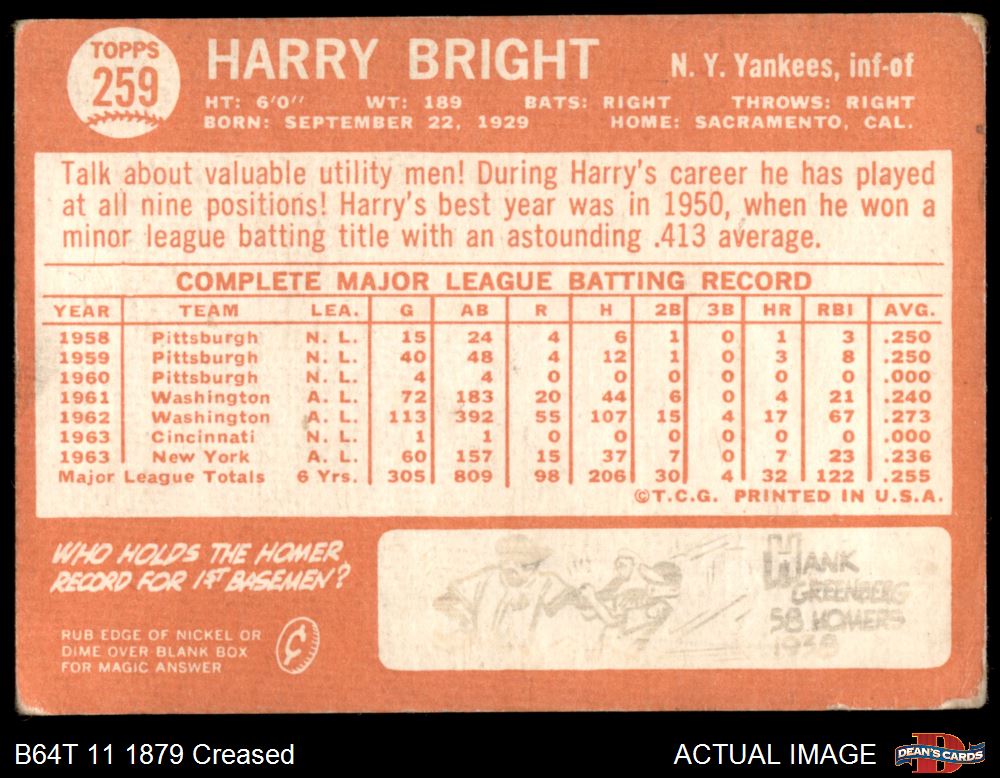 TOPPS
259
HARRY BRIGHT
N. Y. Yankees, inf-of
HT: 6'0" WT: 189 BATS: RIGHT THROWS: RIGHT
BORN: SEPTEMBER 22, 1929 HOME: SACRAMENTO, CAL.
Talk about valuable utility men! During Harry's career he has played
at all nine positions! Harry's best year was in 1950, when he won a
minor league batting title with an astounding .413 average.
COMPLETE MAJOR LEAGUE BATTING RECORD
YEAR TEAM LEA. G AB R H 2B 3B HR RBI AVG.
1958 Pittsburgh N. L. 15 24 4 6 1 0 1 3 .250
1959 Pittsburgh N. L. 40 48 4 12 1 0 3 8 .250
1960 Pittsburgh N. L. 4 4 0 0 0 0 0 0 .000
1961 Washington A. L. 72 183 20 44 6 0 4 21 .240
1962 Washington A. L. 113 392 55 107 15 4 17 67 .273
1963 Cincinnati N. L. 1 1 0 0 0 0 0 0 .000
1963 New York A. L. 60 157 15 37 7 0 7 23 .236
Major League Totals 6 Yrs. 305 809 98 206 30 4 32 122 .255
©T.C.G. PRINTED IN U.S.A.
WHO HOLDS THE HOMER
RECORD FOR 1ST BASEMEN?
RUB EDGE OF NICKEL OR
DIME OVER BLANK BOX
FOR MAGIC ANSWER
¢
HANK
GREENBERG
58 HOMERS
1938
B64T 11 1879 Creased
ACTUAL IMAGE
DEAN'S CARDS